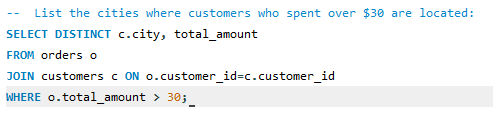 --  List the cities where customers who spent over $30 are located:
SELECT DISTINCT c.city, total_amount
FROM orders o
JOIN customers c ON o.customer_id=c.customer_id
WHERE o.total_amount > 30;